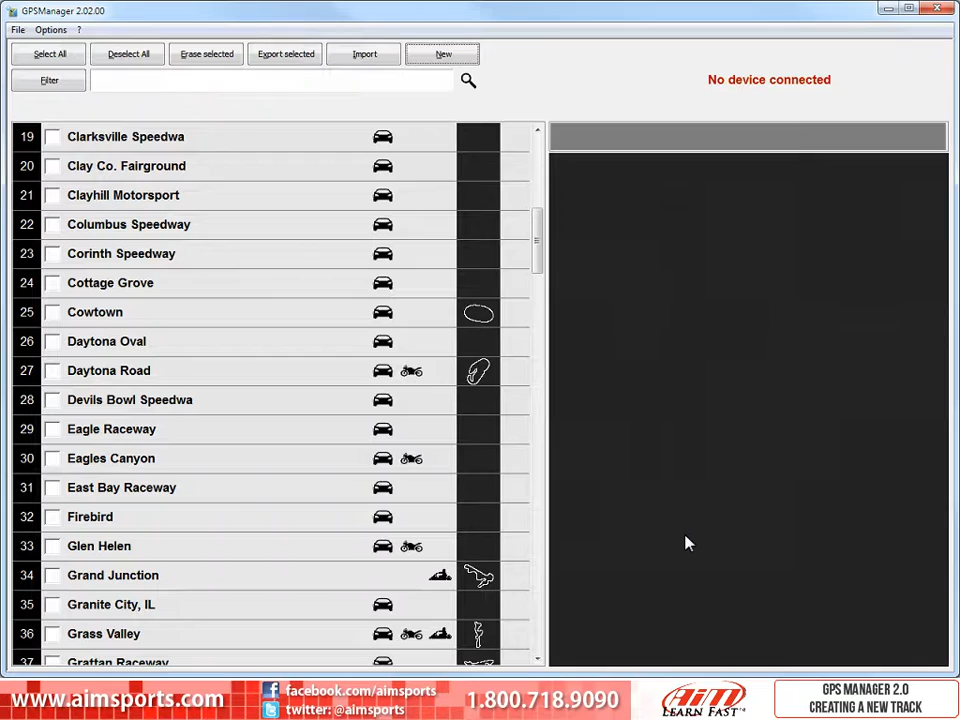 GPSManager 2.02.00
File Options ?
Select All Deselect All Erase selected Export selected Import New
Filter No device connected
19 Clarksville Speedwa
20 Clay Co. Fairground
21 Clayhill Motorsport
22 Columbus Speedway
23 Corinth Speedway
24 Cottage Grove
25 Cowtown
26 Daytona Oval
27 Daytona Road
28 Devils Bowl Speedwa
29 Eagle Raceway
30 Eagles Canyon
31 East Bay Raceway
32 Firebird
33 Glen Helen
34 Grand Junction
35 Granite City, IL
36 Grass Valley
37 Grattan Raceway
www.aimsports.com
facebook.com/aimsports
twitter: @aimsports
1.800.718.9090
AiM
LEARN FAST
GPS MANAGER 2.0
CREATING A NEW TRACK